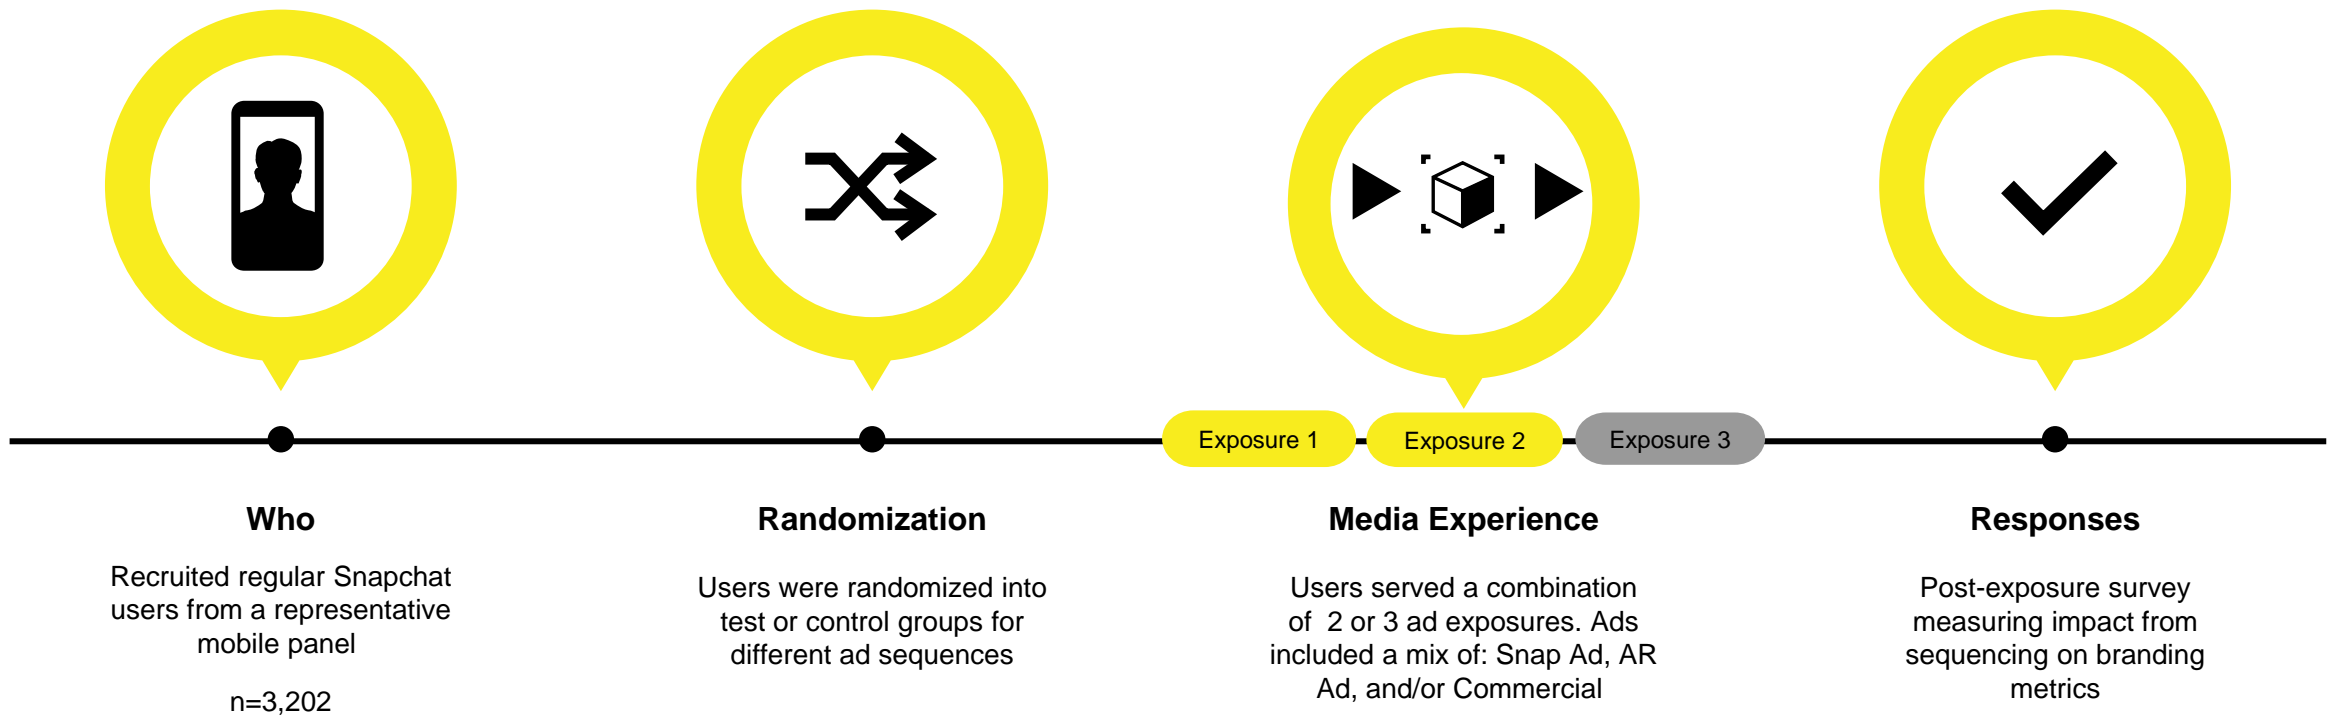 Exposure 1
Exposure 2
Exposure 3
Who
Recruited regular Snapchat
users from a representative
mobile panel
n=3,202
Randomization
Users were randomized into
test or control groups for
different ad sequences
Media Experience
Users served a combination
of  2 or 3 ad exposures. Ads
included a mix of: Snap Ad, AR
Ad, and/or Commercial
Responses
Post-exposure survey
measuring impact from
sequencing on branding
metrics